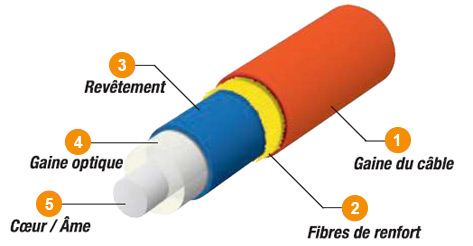 3
Revêtement
4
Gaine optique
5
Cœur / Âme
1
Gaine du câble
2
Fibres de renfort